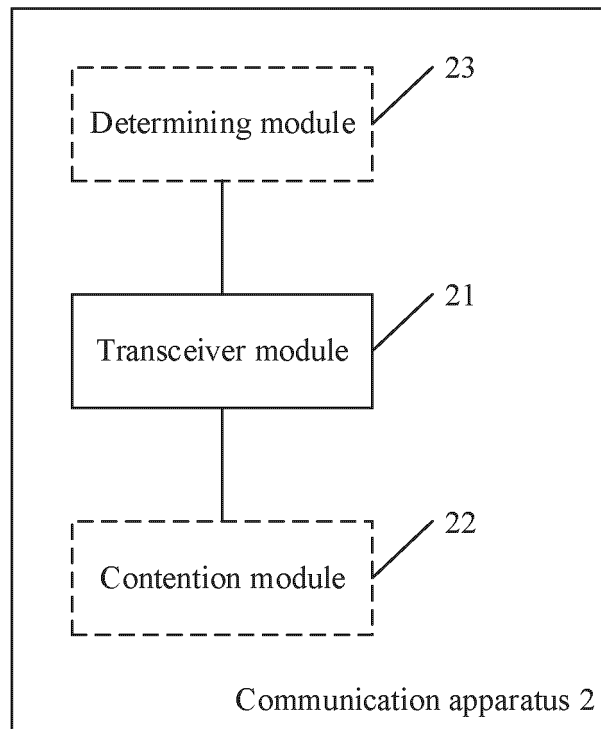 23
Determining module
21
Transceiver module
22
Contention module
Communication apparatus 2